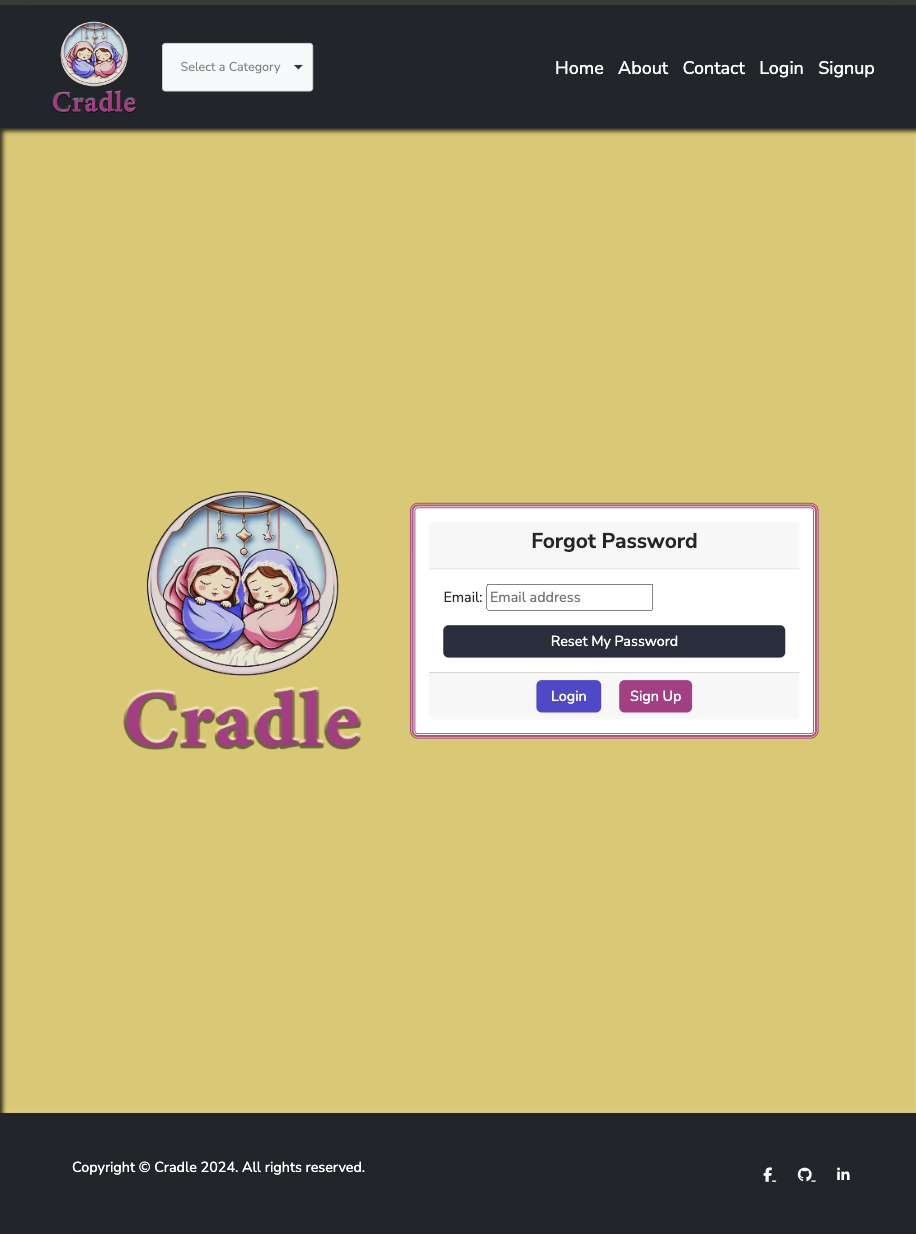 Cradle
Select a Category
Home About Contact Login Signup
Cradle
Forgot Password
Email: Email address
Reset My Password
Login Sign Up
Copyright © Cradle 2024. All rights reserved.